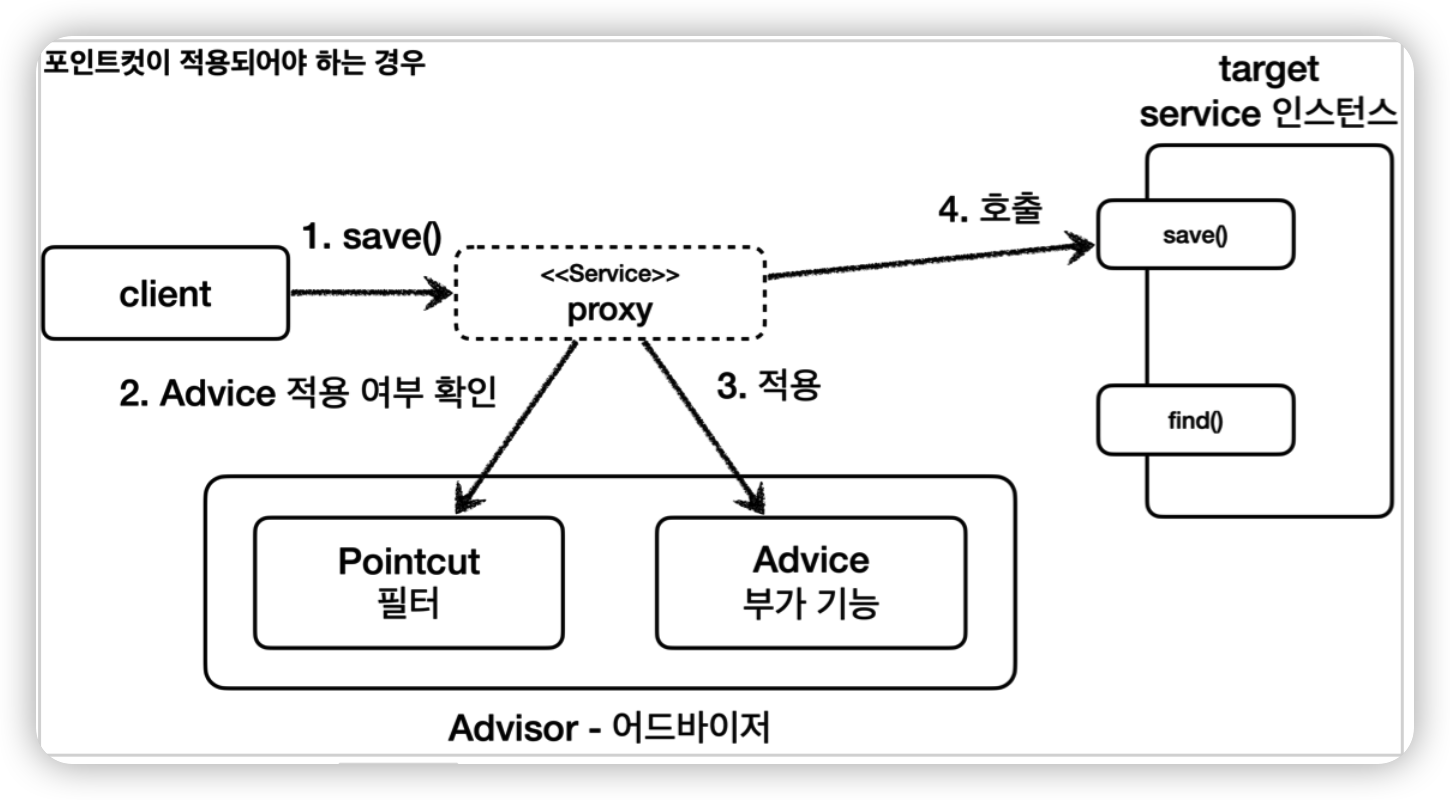 포인트컷이 적용되어야 하는 경우
target
service 인스턴스
4. 호출
save()
1. save()
client
<<Service>>
proxy
2. Advice 적용 여부 확인
3. 적용
find()
Pointcut
필터
Advice
부가 기능
Advisor - 어드바이저